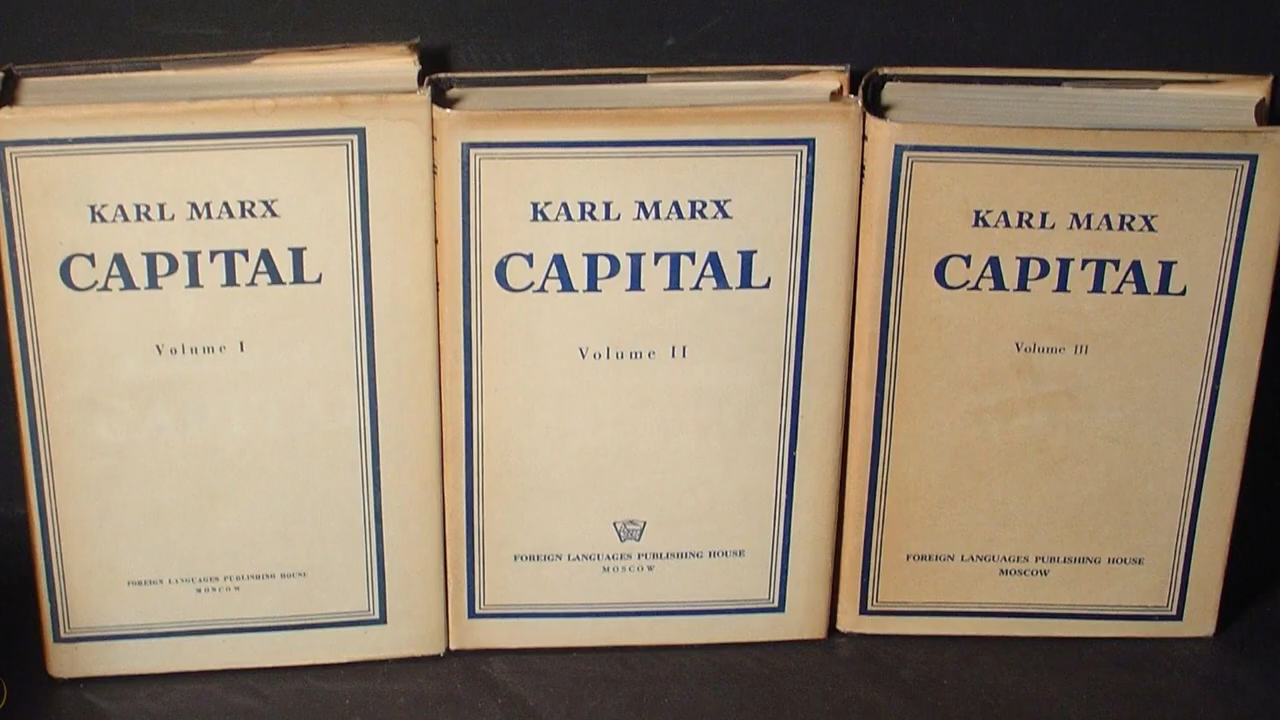 KARL MARX
CAPITAL
Volume I
FOREIGN LANGUAGES PUBLISHING HOUSE
MOSCOW
KARL MARX
CAPITAL
Volume II
FOREIGN LANGUAGES PUBLISHING HOUSE
MOSCOW
KARL MARX
CAPITAL
Volume III
FOREIGN LANGUAGES PUBLISHING HOUSE
MOSCOW